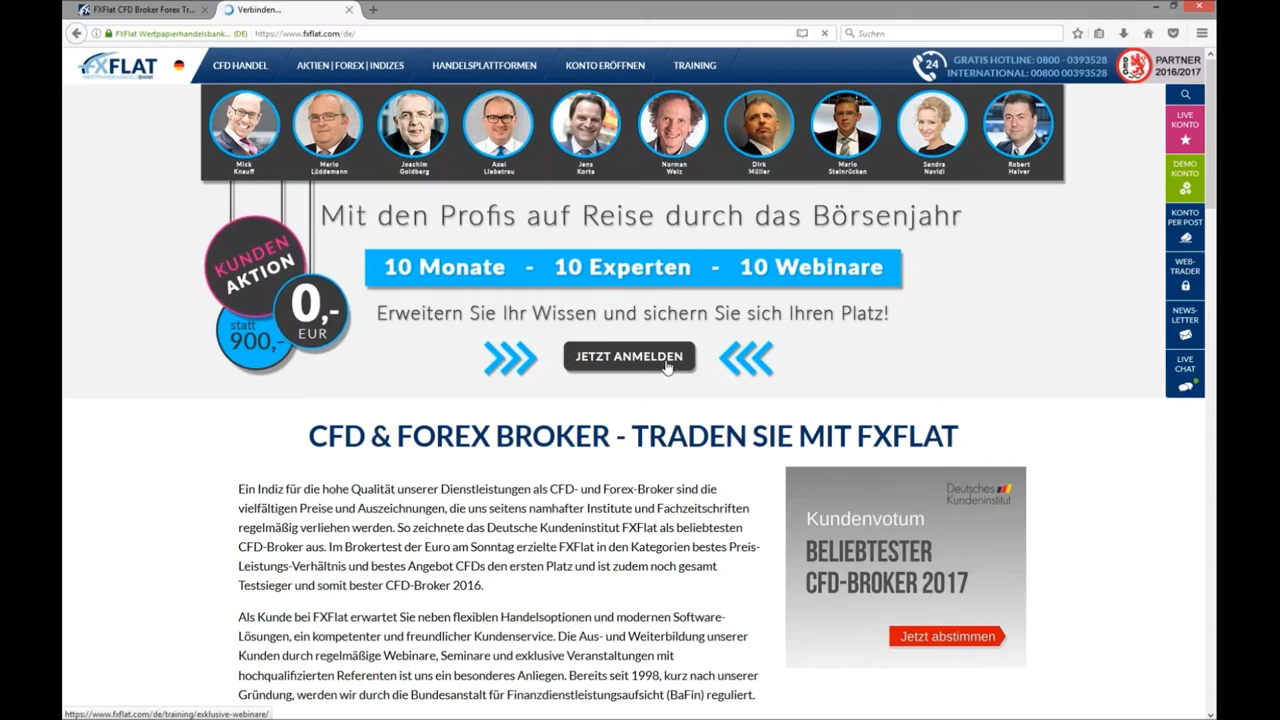 FXFlat CFD Broker Forex Tr...
Verbinden...
FXFlat Wertpapierhandelsbank... (DE)
https://www.fxflat.com/de/
Suchen
FXFLAT
WERTPAPIERHANDELSBANK
CFD HANDEL
AKTIEN | FOREX | INDIZES
HANDELSPLATTFORMEN
KONTO ERÖFFNEN
TRAINING
24
GRATIS HOTLINE: 0800 - 0393528
INTERNATIONAL: 00800 00393528
DEG
PARTNER
2016/2017
Mick
Knauff
Mario
Lüddemann
Joachim
Goldberg
Axel
Liebetrau
Jens
Korte
Norman
Welz
Dirk
Müller
Mario
Steinrücken
Sandra
Navidi
Robert
Halver
LIVE
KONTO
DEMO
KONTO
KONTO
PER POST
WEB-
TRADER
NEWS-
LETTER
LIVE
CHAT
Mit den Profis auf Reise durch das Börsenjahr
KUNDEN
AKTION
10 Monate - 10 Experten - 10 Webinare
0,-
EUR
statt
900,-
Erweitern Sie Ihr Wissen und sichern Sie sich Ihren Platz!
JETZT ANMELDEN
CFD & FOREX BROKER - TRADEN SIE MIT FXFLAT
Ein Indiz für die hohe Qualität unserer Dienstleistungen als CFD- und Forex-Broker sind die
vielfältigen Preise und Auszeichnungen, die uns seitens namhafter Institute und Fachzeitschriften
regelmäßig verliehen werden. So zeichnete das Deutsche Kundeninstitut FXFlat als beliebtesten
CFD-Broker aus. Im Brokertest der Euro am Sonntag erzielte FXFlat in den Kategorien bestes Preis-
Leistungs-Verhältnis und bestes Angebot CFDs den ersten Platz und ist zudem noch gesamt
Testsieger und somit bester CFD-Broker 2016.
Als Kunde bei FXFlat erwartet Sie neben flexiblen Handelsoptionen und modernen Software-
Lösungen, ein kompetenter und freundlicher Kundenservice. Die Aus- und Weiterbildung unserer
Kunden durch regelmäßige Webinare, Seminare und exklusive Veranstaltungen mit
hochqualifizierten Referenten ist uns ein besonderes Anliegen. Bereits seit 1998, kurz nach unserer
Gründung, werden wir durch die Bundesanstalt für Finanzdienstleistungsaufsicht (BaFin) reguliert.
Deutsches
Kundeninstitut
Kundenvotum
BELIEBTESTER
CFD-BROKER 2017
Jetzt abstimmen
https://www.fxflat.com/de/training/exklusive-webinare/